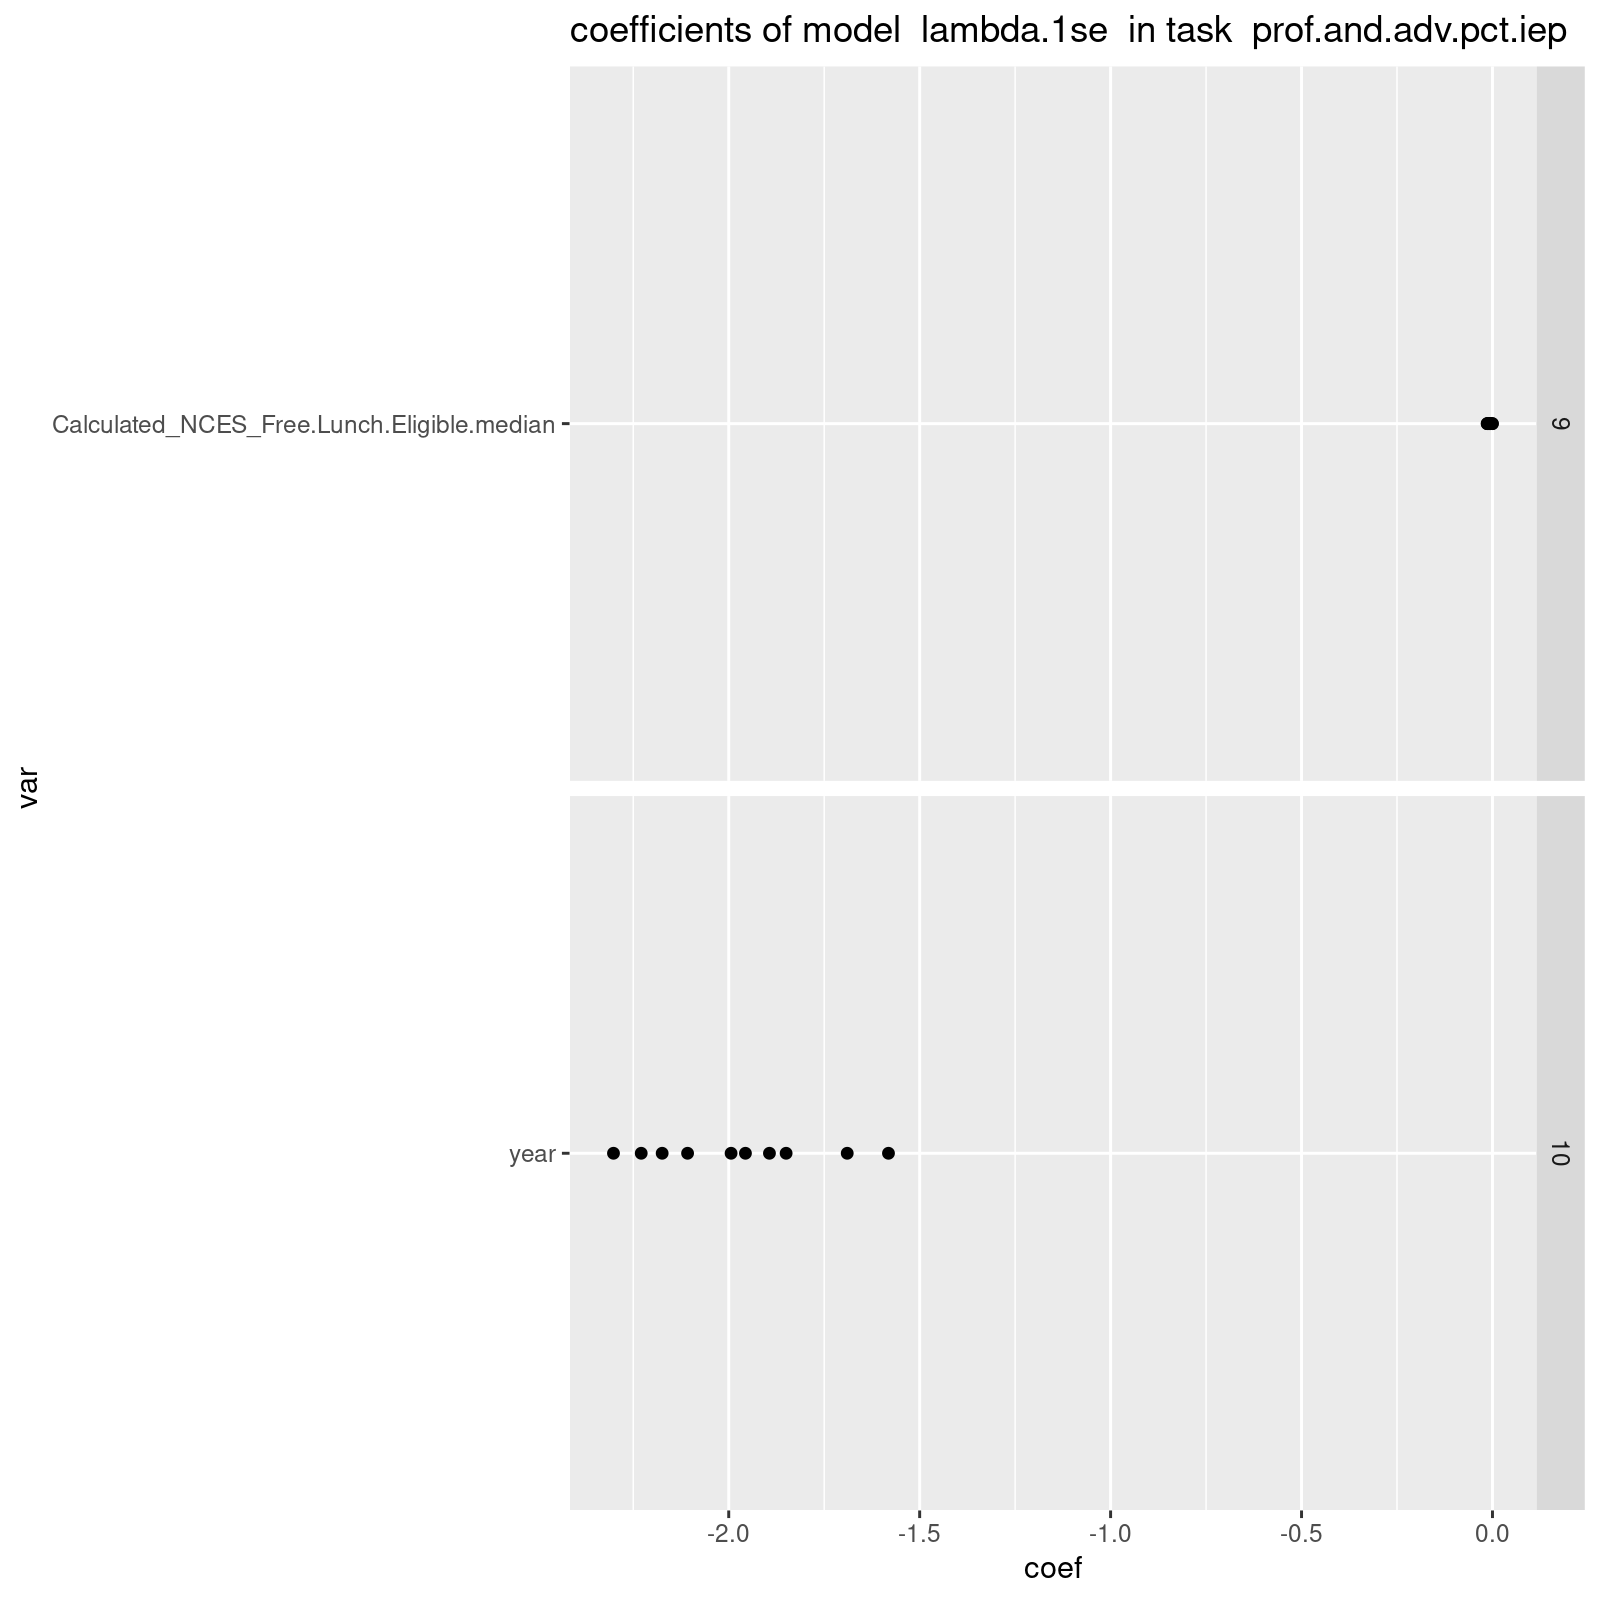 coefficients of model lambda.1se in task prof.and.adv.pct.iep
Calculated_NCES_Free.Lunch.Eligible.median
6
var
year
10
-2.0 -1.5 -1.0 -0.5 0.0
coef